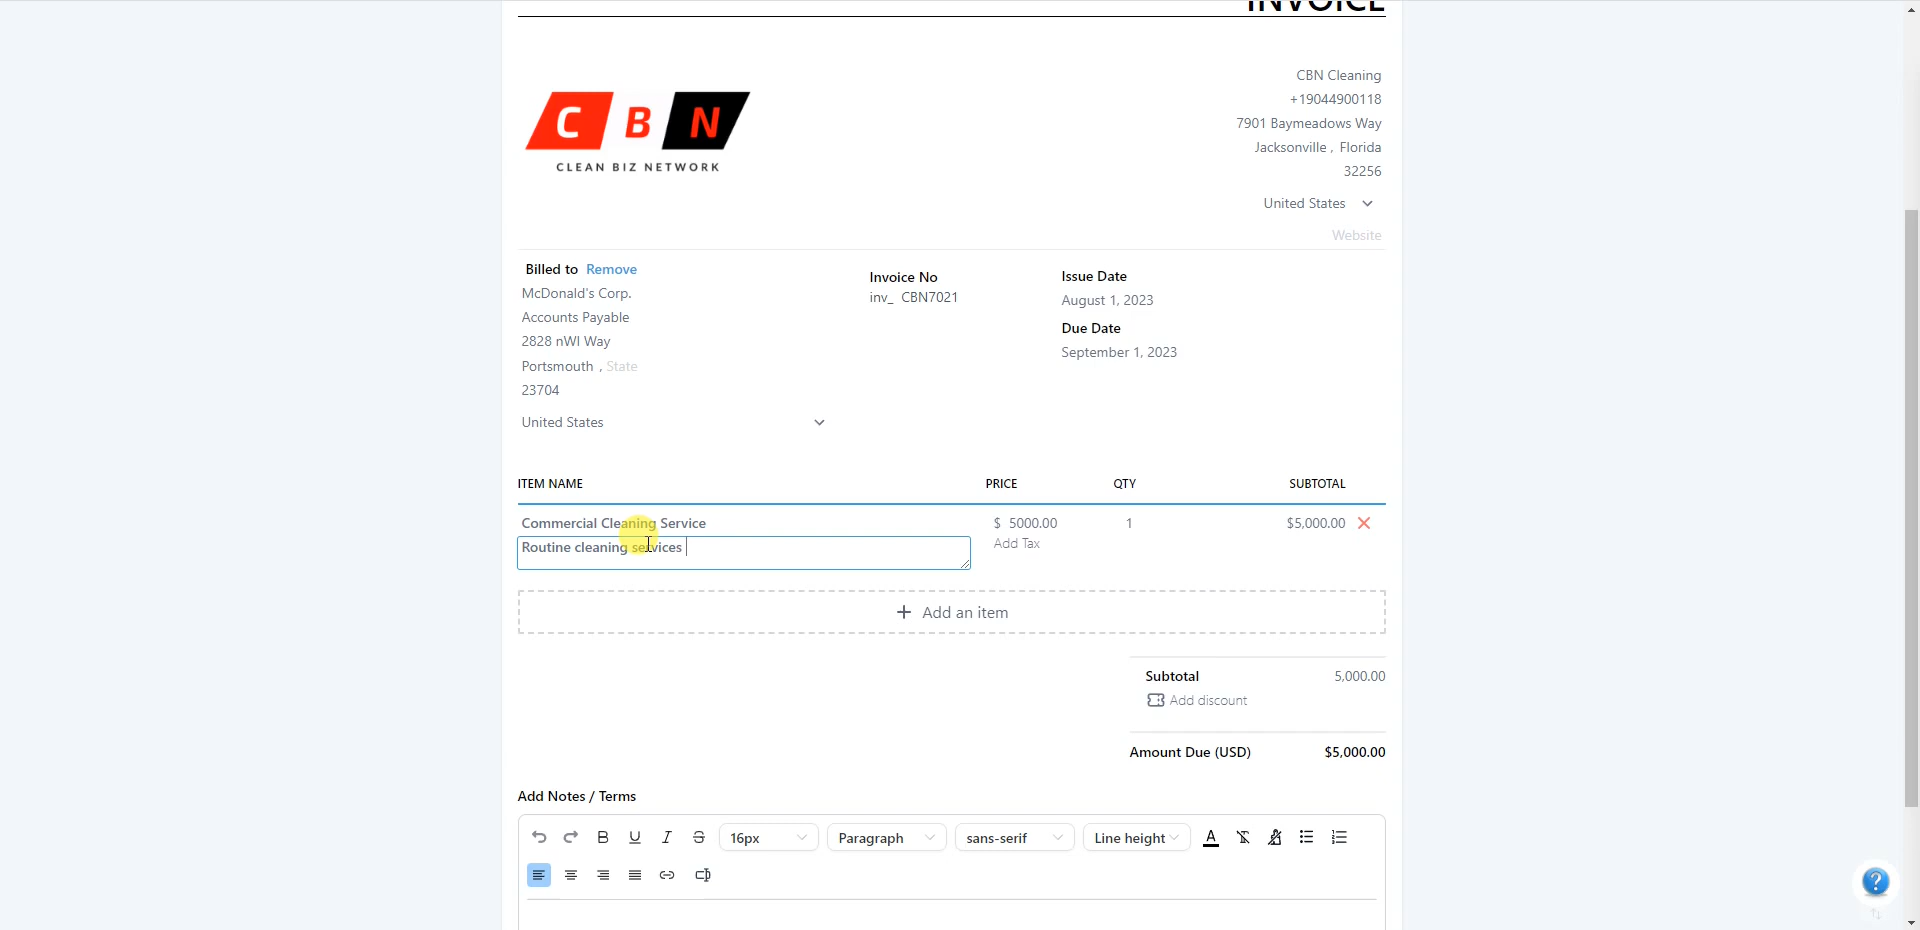 INVOICE
C B N
CLEAN BIZ NETWORK
CBN Cleaning
+19044900118
7901 Baymeadows Way
Jacksonville , Florida
32256
United States
Website
Billed to Remove
McDonald's Corp.
Accounts Payable
2828 nWI Way
Portsmouth , State
23704
United States
Invoice No
inv_ CBN7021
Issue Date
August 1, 2023
Due Date
September 1, 2023
ITEM NAME PRICE QTY SUBTOTAL
Commercial Cleaning Service $ 5000.00 1 $5,000.00
Routine cleaning services Add Tax
+ Add an item
Subtotal 5,000.00
Add discount
Amount Due (USD) $5,000.00
Add Notes / Terms
B U I S 16px Paragraph sans-serif Line height A
?